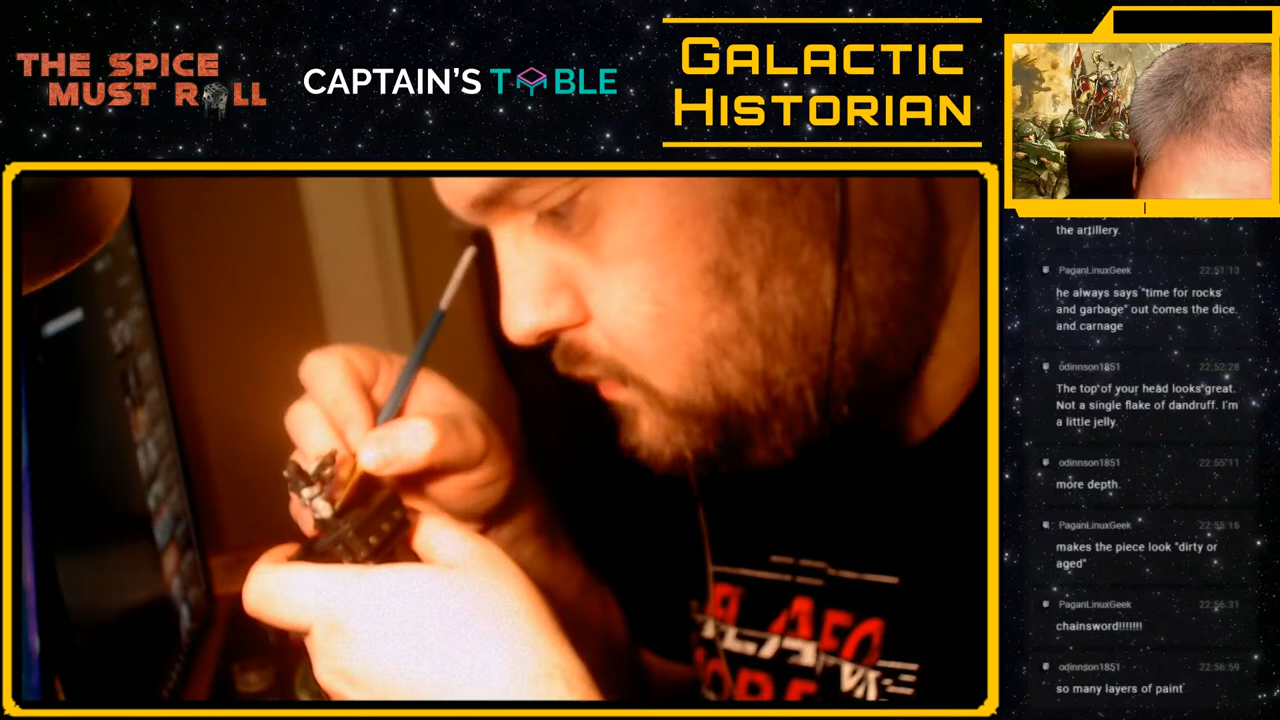 THE SPICE
MUST ROLL
CAPTAIN'S TABLE
GALACTIC
HISTORIAN
the artillery.
PaganLinuxGeek 22:51:13
he always says "time for rocks
and garbage" out comes the dice.
and carnage
odinnson1851 22:52:28
The top of your head looks great.
Not a single flake of dandruff. I'm
a little jelly.
odinnson1851 22:55:11
more depth.
PaganLinuxGeek 22:55:16
makes the piece look "dirty or
aged"
PaganLinuxGeek 22:56:31
chainsword!!!!!!!
odinnson1851 22:56:59
so many layers of paint